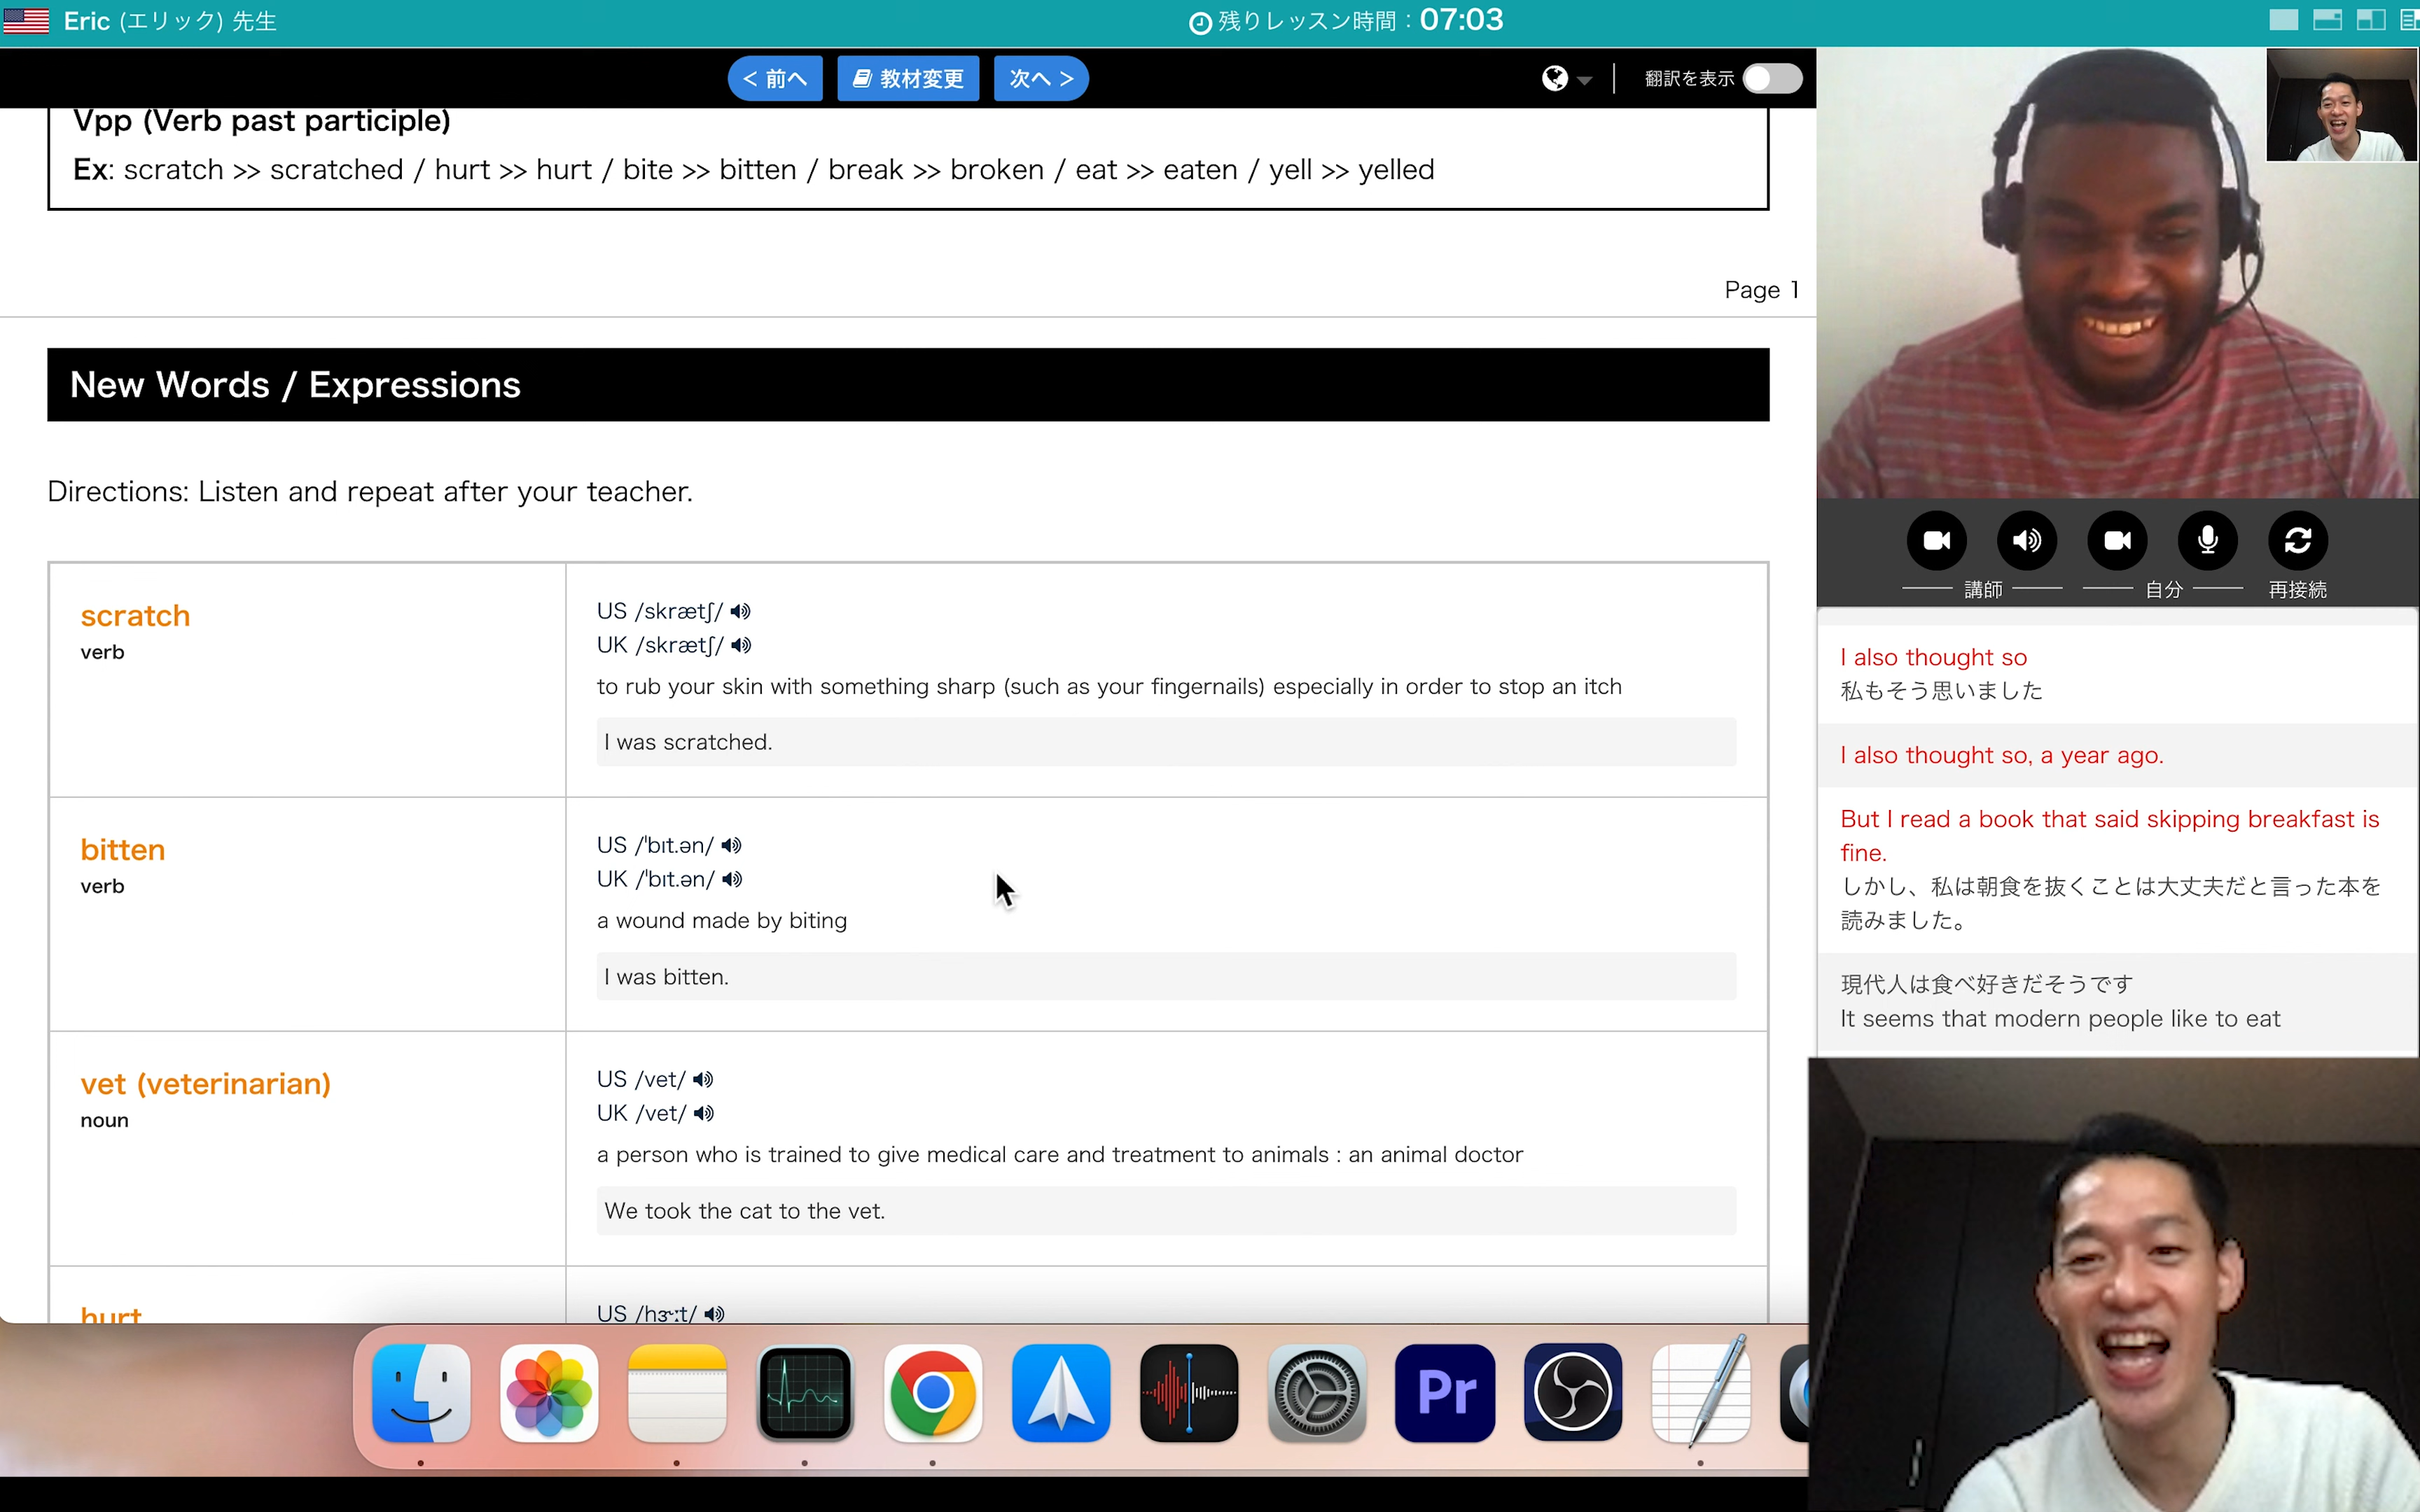 Eric (エリック) 先生
残りレッスン時間：07:03
< 前へ
教材変更
次へ >
翻訳を表示
Vpp (Verb past participle)
Ex: scratch >> scratched / hurt >> hurt / bite >> bitten / break >> broken / eat >> eaten / yell >> yelled
Page 1
New Words / Expressions
Directions: Listen and repeat after your teacher.
scratch
verb
US /skrætʃ/
UK /skrætʃ/
to rub your skin with something sharp (such as your fingernails) especially in order to stop an itch
I was scratched.
bitten
verb
US /ˈbɪt.ən/
UK /ˈbɪt.ən/
a wound made by biting
I was bitten.
vet (veterinarian)
noun
US /vet/
UK /vet/
a person who is trained to give medical care and treatment to animals : an animal doctor
We took the cat to the vet.
hurt
US /hɝːt/
講師
自分
再接続
I also thought so
私もそう思いました
I also thought so, a year ago.
But I read a book that said skipping breakfast is
fine.
しかし、私は朝食を抜くことは大丈夫だと言った本を
読みました。
現代人は食べ好きだそうです
It seems that modern people like to eat
Pr